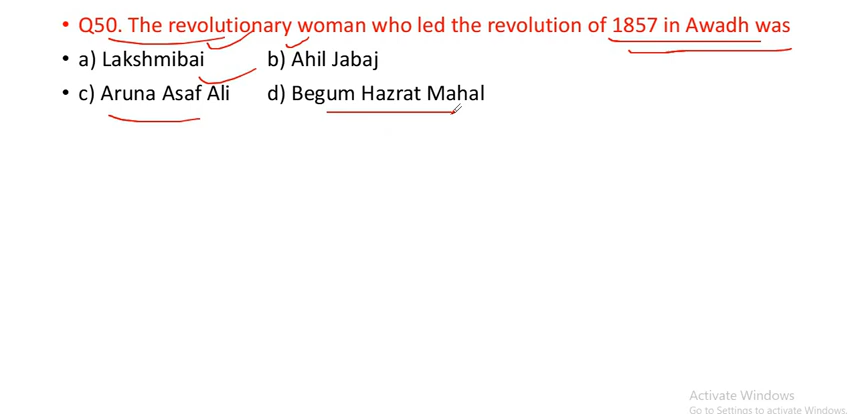 • Q50. The revolutionary woman who led the revolution of 1857 in Awadh was
• a) Lakshmibai b) Ahil Jabaj
• c) Aruna Asaf Ali d) Begum Hazrat Mahal
Activate Windows
Go to Settings to activate Windows.